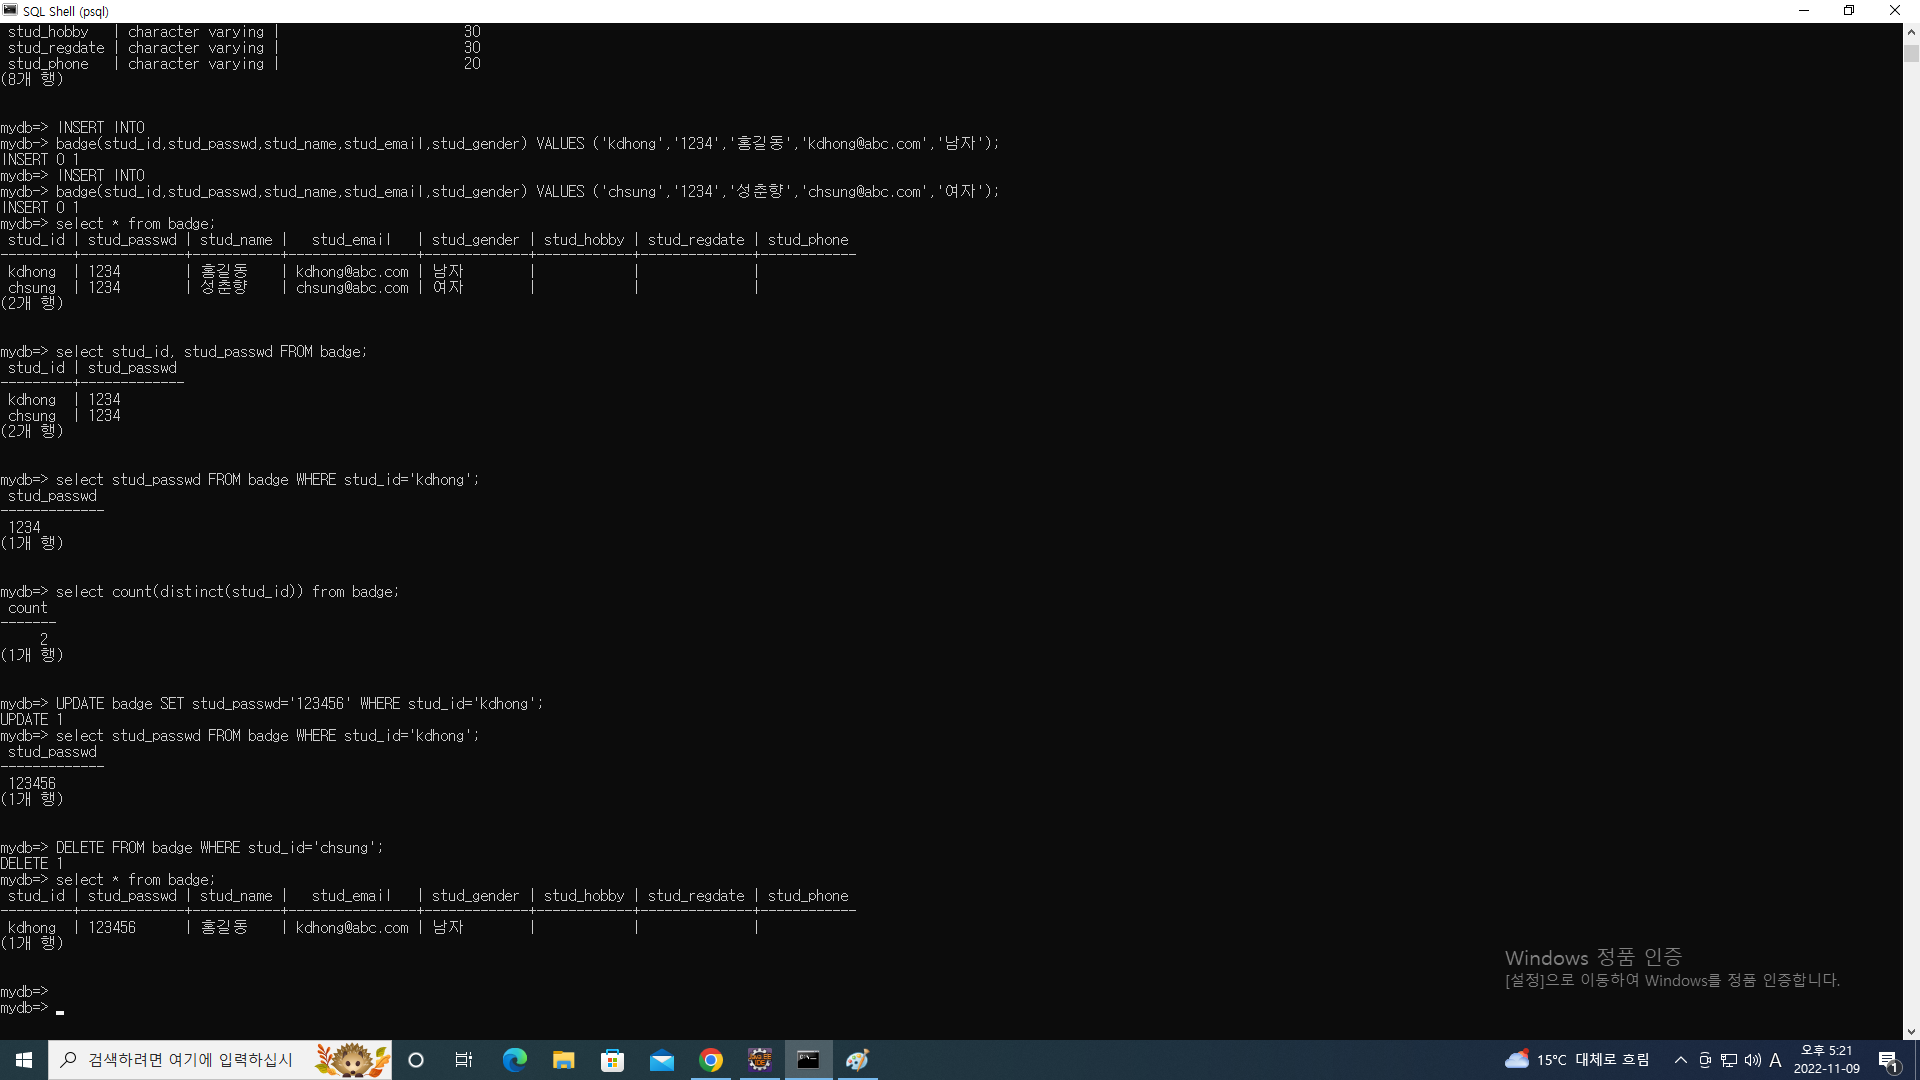 SQL Shell (psql)
 stud_hobby   | character varying |                       30
 stud_regdate | character varying |                       30
 stud_phone   | character varying |                       20
(8개 행)
mydb=> INSERT INTO
mydb-> badge(stud_id,stud_passwd,stud_name,stud_email,stud_gender) VALUES ('kdhong','1234','홍길동','kdhong@abc.com','남자');
INSERT 0 1
mydb=> INSERT INTO
mydb-> badge(stud_id,stud_passwd,stud_name,stud_email,stud_gender) VALUES ('chsung','1234','성춘향','chsung@abc.com','여자');
INSERT 0 1
mydb=> select * from badge;
 stud_id | stud_passwd | stud_name |   stud_email   | stud_gender | stud_hobby | stud_regdate | stud_phone
---------+-------------+-----------+----------------+-------------+------------+--------------+------------
 kdhong  | 1234        | 홍길동    | kdhong@abc.com | 남자        |            |              |
 chsung  | 1234        | 성춘향    | chsung@abc.com | 여자        |            |              |
(2개 행)
mydb=> select stud_id, stud_passwd FROM badge;
 stud_id | stud_passwd
---------+-------------
 kdhong  | 1234
 chsung  | 1234
(2개 행)
mydb=> select stud_passwd FROM badge WHERE stud_id='kdhong';
 stud_passwd
-------------
 1234
(1개 행)
mydb=> select count(distinct(stud_id)) from badge;
 count
-------
     2
(1개 행)
mydb=> UPDATE badge SET stud_passwd='123456' WHERE stud_id='kdhong';
UPDATE 1
mydb=> select stud_passwd FROM badge WHERE stud_id='kdhong';
 stud_passwd
-------------
 123456
(1개 행)
mydb=> DELETE FROM badge WHERE stud_id='chsung';
DELETE 1
mydb=> select * from badge;
 stud_id | stud_passwd | stud_name |   stud_email   | stud_gender | stud_hobby | stud_regdate | stud_phone
---------+-------------+-----------+----------------+-------------+------------+--------------+------------
 kdhong  | 123456      | 홍길동    | kdhong@abc.com | 남자        |            |              |
(1개 행)
mydb=>
mydb=>
Windows 정품 인증
[설정]으로 이동하여 Windows를 정품 인증합니다.
검색하려면 여기에 입력하십시
15°C 대체로 흐림
A
오후 5:21
2022-11-09
1